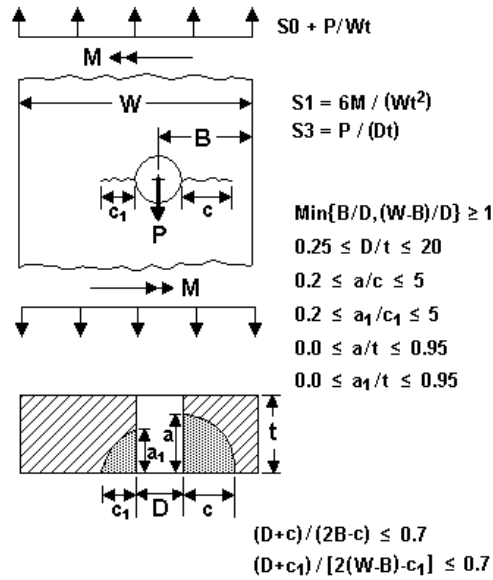 S0 + P/Wt
M
W
S1 = 6M / (Wt²)
S3 = P / (Dt)
B
c₁
c
P
Min{B/D,(W-B)/D} ≥ 1
0.25 ≤ D/t ≤ 20
M
0.2 ≤ a/c ≤ 5
0.2 ≤ a₁/c₁ ≤ 5
0.0 ≤ a/t ≤ 0.95
0.0 ≤ a₁/t ≤ 0.95
a
a₁
t
c₁
D
c
(D+c)/(2B-c) ≤ 0.7
(D+c₁)/[2(W-B)-c₁] ≤ 0.7